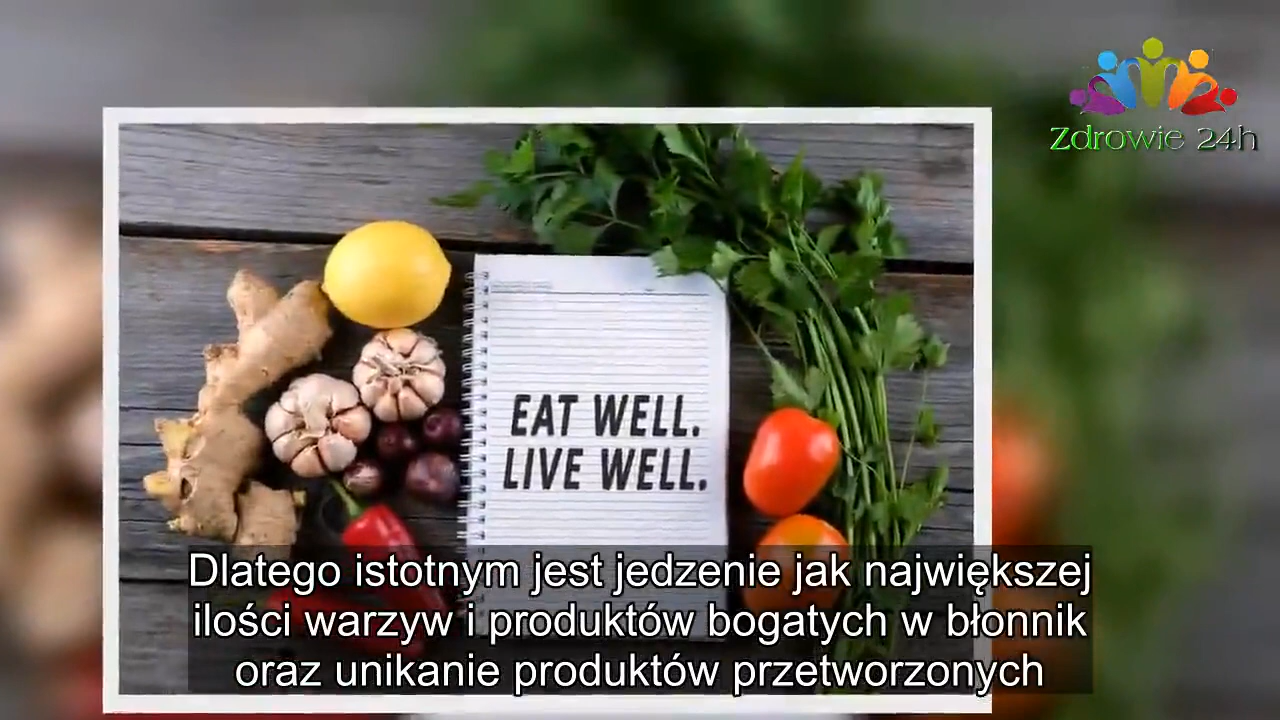 Zdrowie 24h
EAT WELL.
LIVE WELL.
Dlatego istotnym jest jedzenie jak największej
ilości warzyw i produktów bogatych w błonnik
oraz unikanie produktów przetworzonych